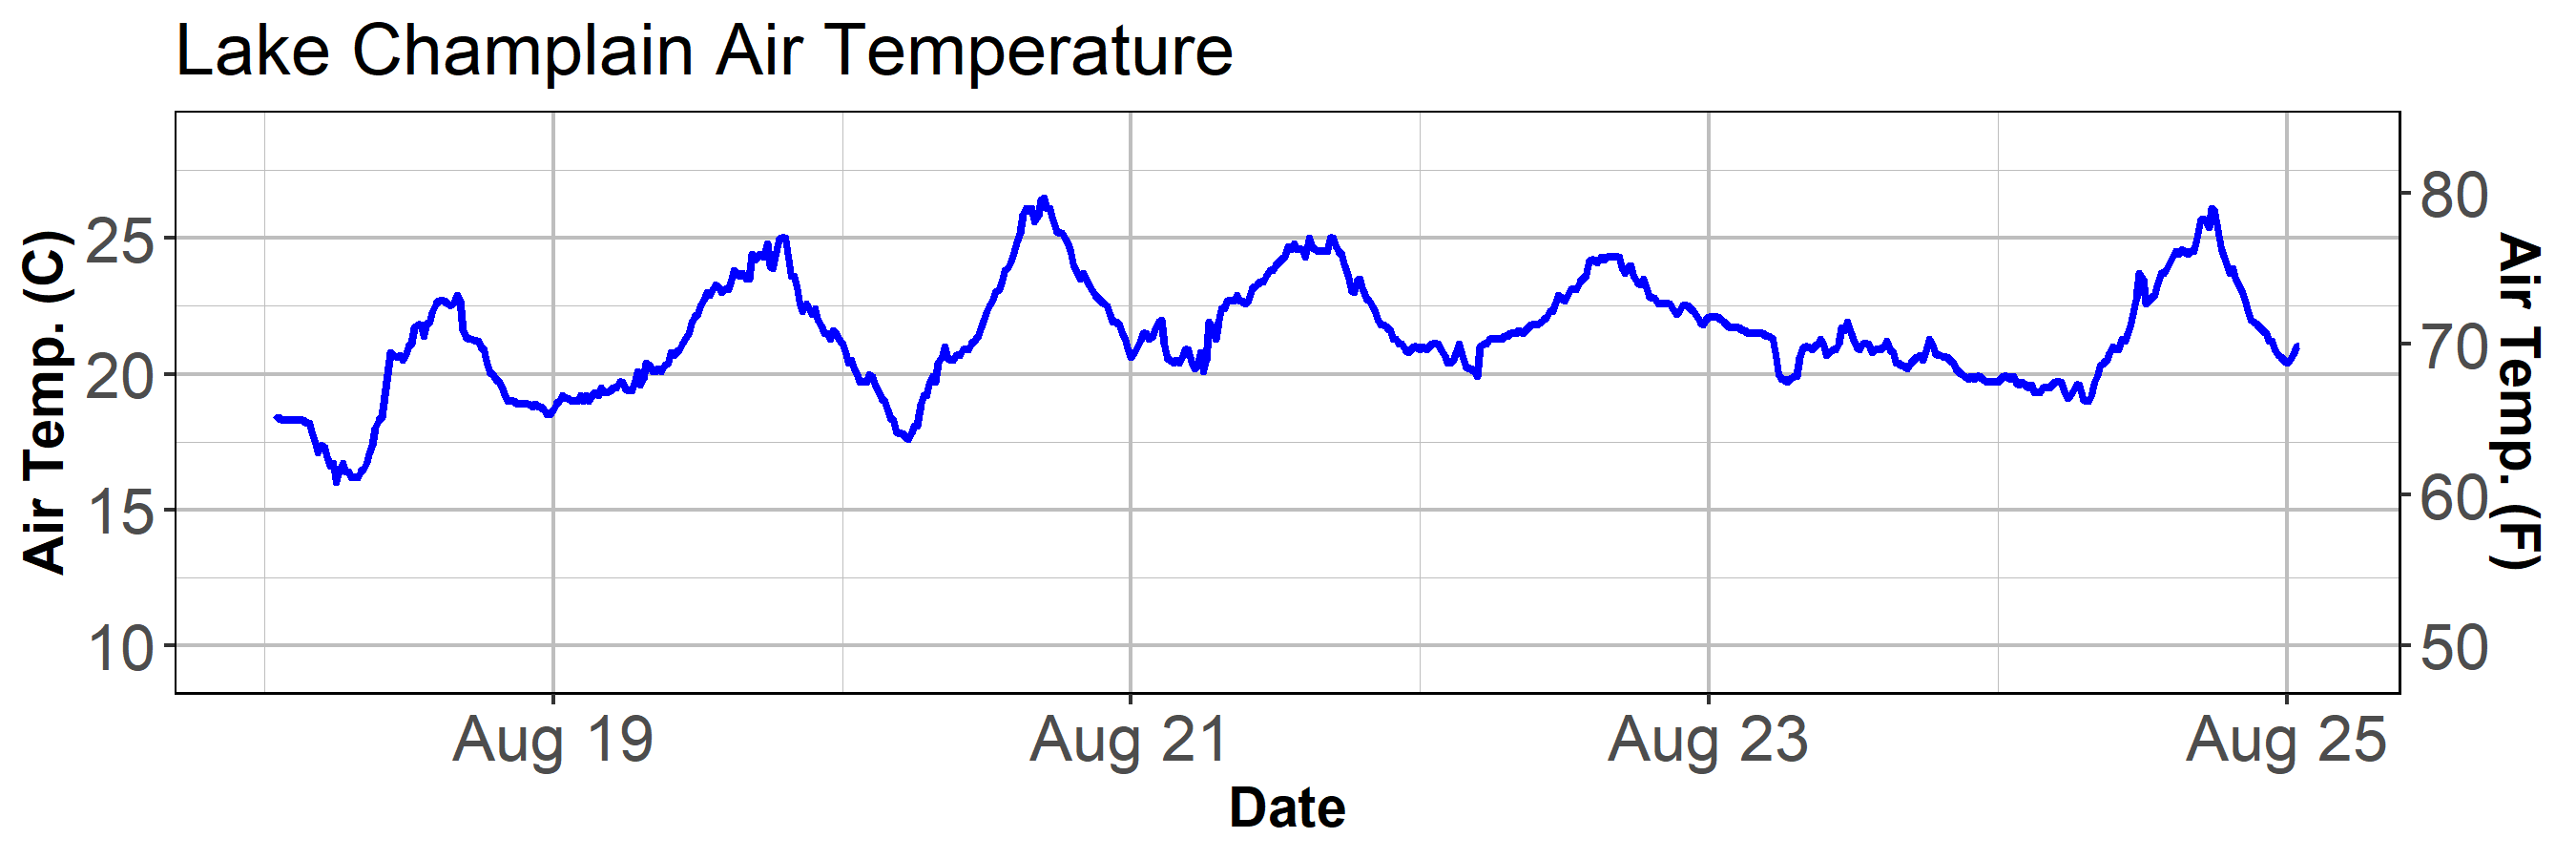 Lake Champlain Air Temperature
Air Temp. (C)
25
20
15
10
80
70
60
50
Air Temp. (F)
Aug 19
Aug 21
Aug 23
Aug 25
Date